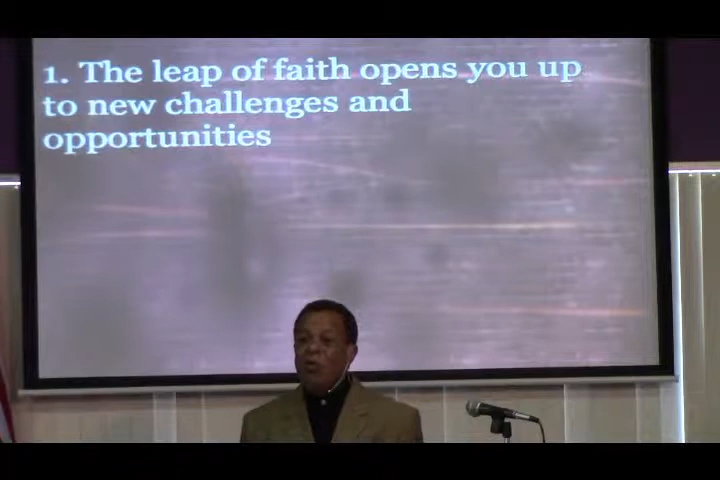 1. The leap of faith opens you up
to new challenges and
opportunities